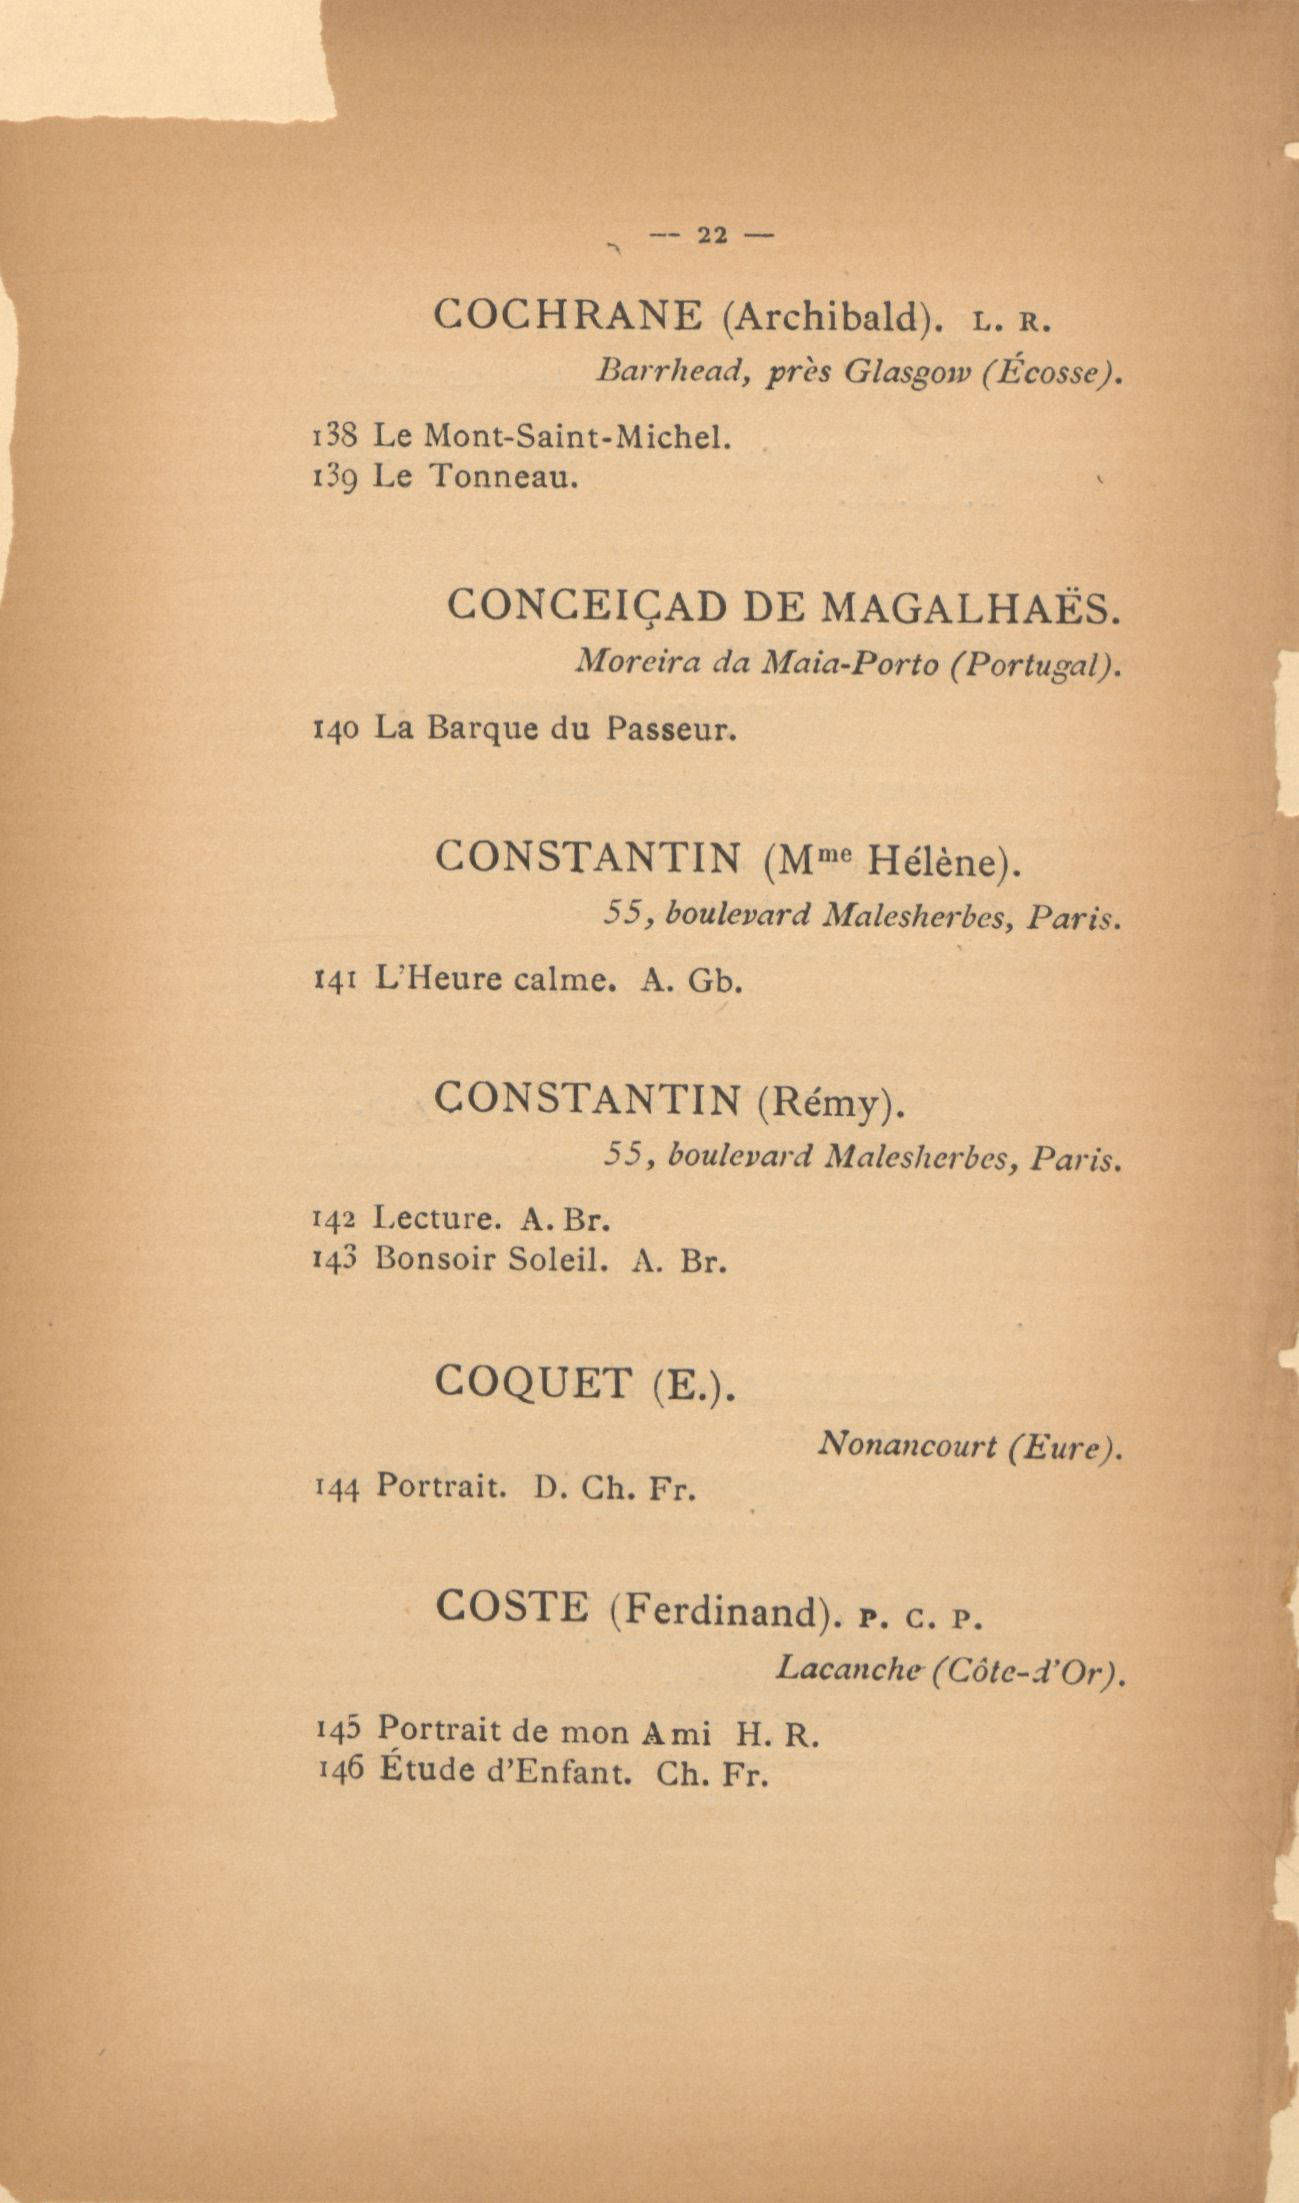 — 22 —
COCHRANE (Archibald). L. R.
Barrhead, près Glasgow (Écosse).
138 Le Mont-Saint-Michel.
139 Le Tonneau.
CONCEIÇAD DE MAGALHAËS.
Moreira da Maia-Porto (Portugal).
140 La Barque du Passeur.
CONSTANTIN (Mme Hélène).
55, boulevard Malesherbes, Paris.
141 L'Heure calme. A. Gb.
CONSTANTIN (Rémy).
55, boulevard Malesherbes, Paris.
142 Lecture. A. Br.
143 Bonsoir Soleil. A. Br.
COQUET (E.).
Nonancourt (Eure).
144 Portrait. D. Ch. Fr.
COSTE (Ferdinand). P. C. P.
Lacanche (Côte-d'Or).
145 Portrait de mon Ami H. R.
146 Étude d'Enfant. Ch. Fr.